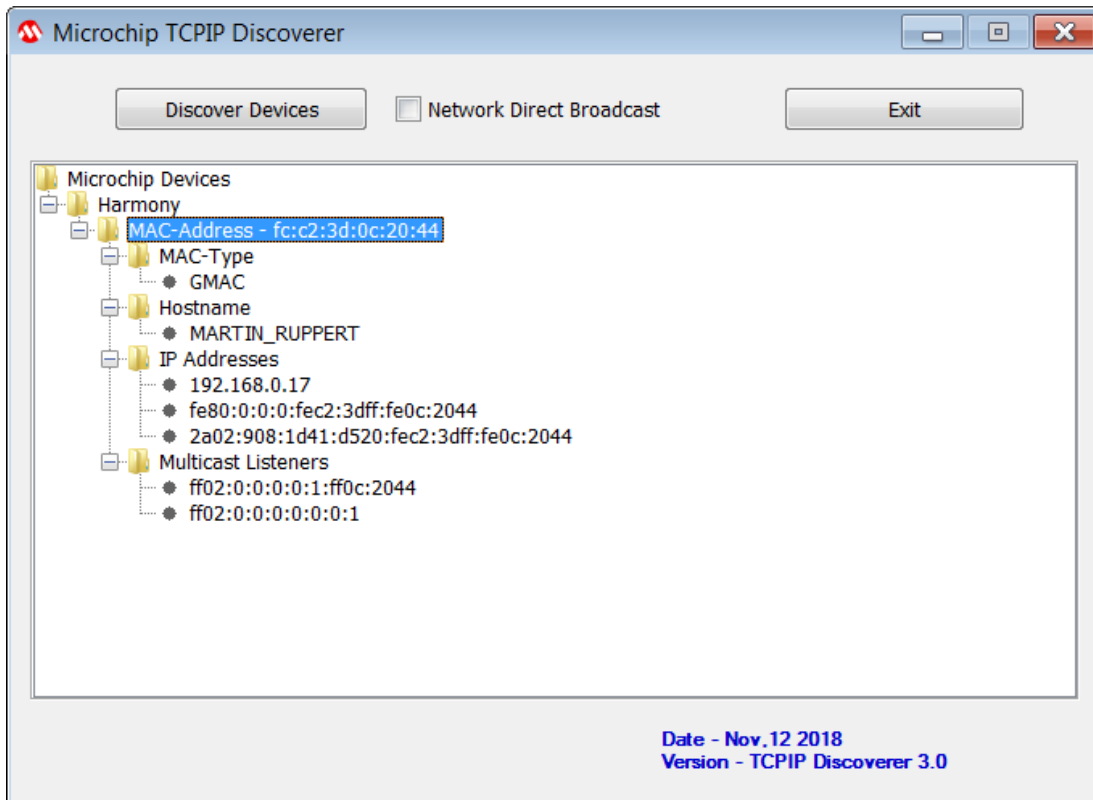 Microchip TCPIP Discoverer
Discover Devices Network Direct Broadcast Exit
Microchip Devices
Harmony
MAC-Address - fc:c2:3d:0c:20:44
MAC-Type
GMAC
Hostname
MARTIN_RUPPERT
IP Addresses
192.168.0.17
fe80:0:0:0:fec2:3dff:fe0c:2044
2a02:908:1d41:d520:fec2:3dff:fe0c:2044
Multicast Listeners
ff02:0:0:0:0:1:ff0c:2044
ff02:0:0:0:0:0:0:1
Date - Nov,12 2018
Version - TCPIP Discoverer 3.0